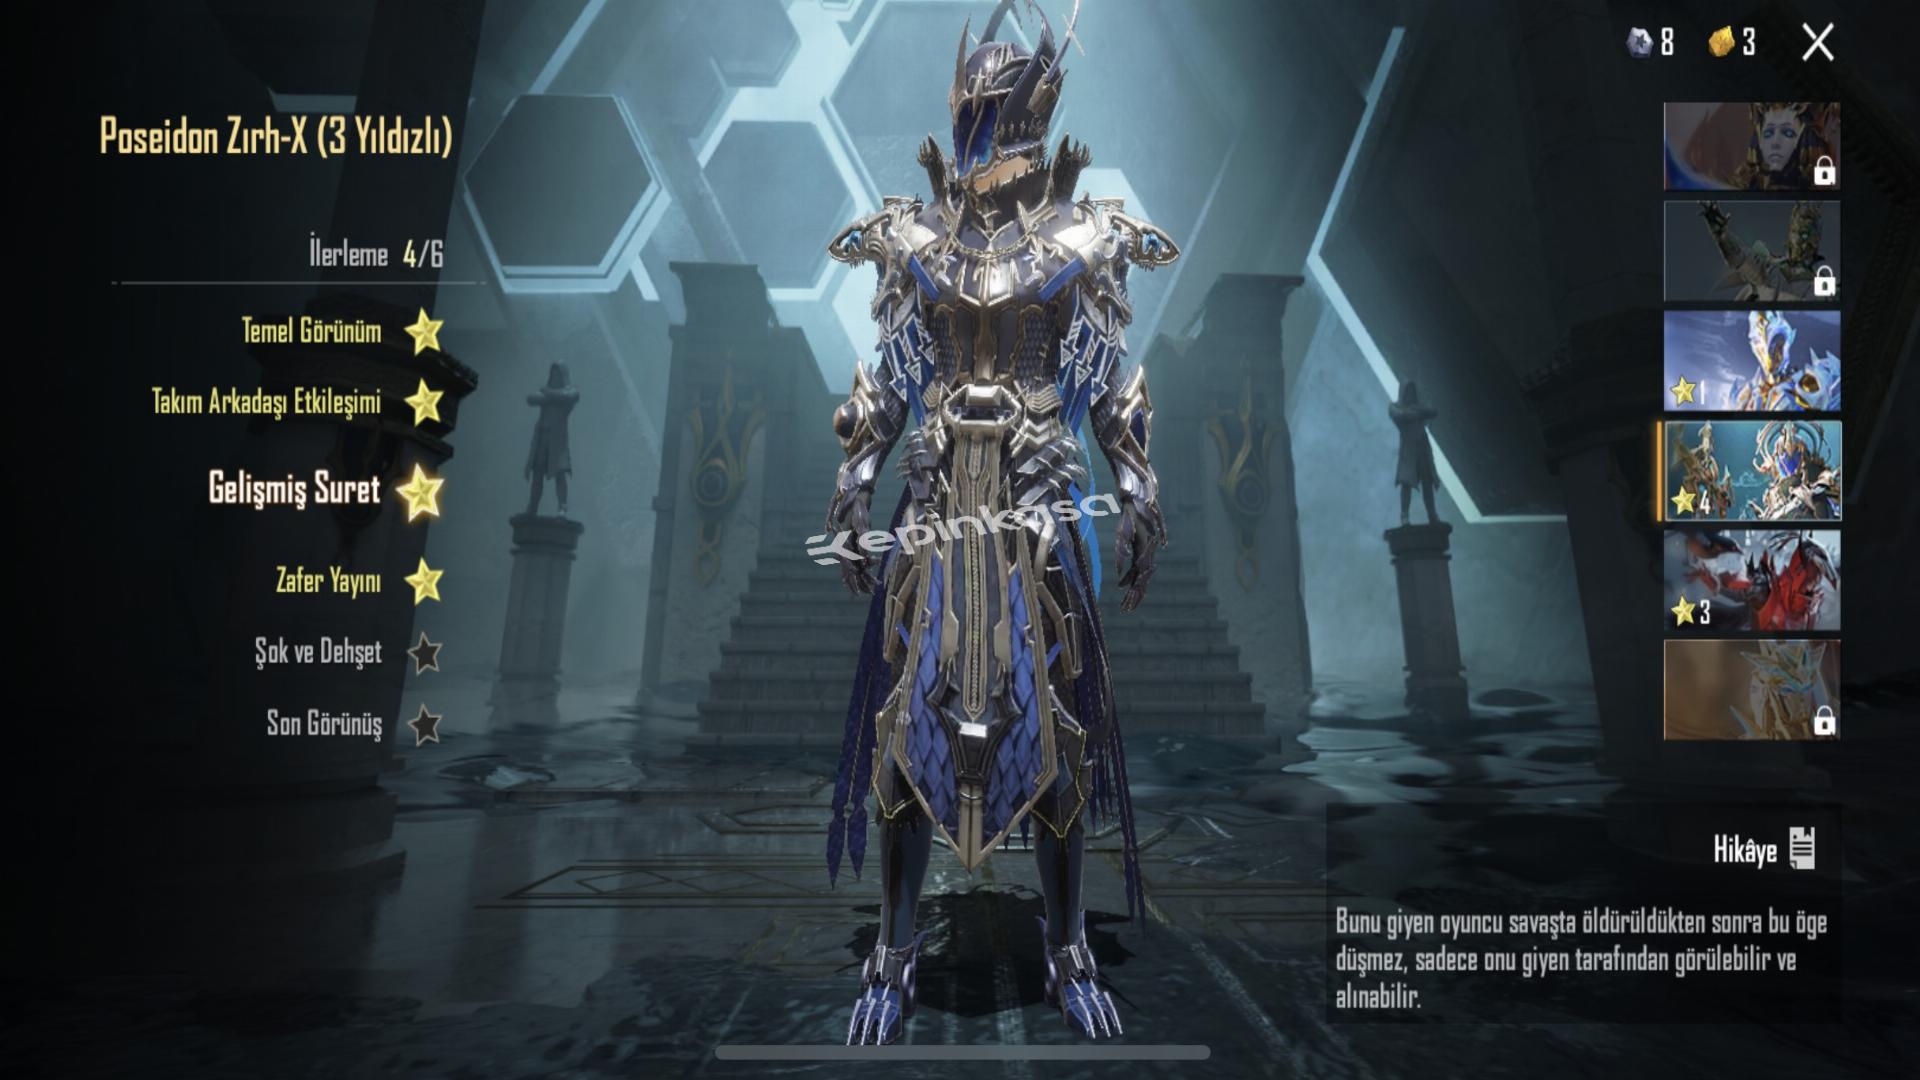 8 3
Poseidon Zırh-X (3 Yıldızlı)
İlerleme 4/6
Temel Görünüm
Takım Arkadaşı Etkileşimi
Gelişmiş Suret
Zafer Yayını
Şok ve Dehşet
Son Görünüş
1
4
3
epinkasa
Hikâye
Bunu giyen oyuncu savaşta öldürüldükten sonra bu öge
düşmez, sadece onu giyen tarafından görülebilir ve
alınabilir.